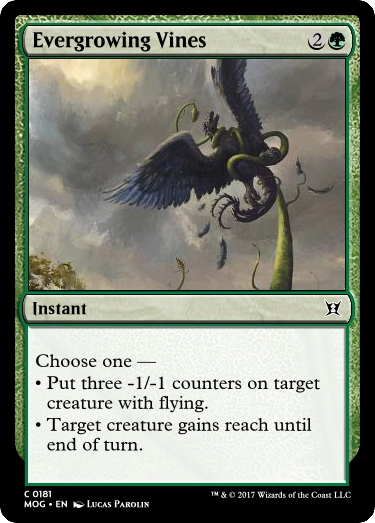 Evergrowing Vines 2
Instant
Choose one —
• Put three -1/-1 counters on target
creature with flying.
• Target creature gains reach until
end of turn.
C 0181
MOG • EN Lucas Parolin
™ & © 2017 Wizards of the Coast LLC